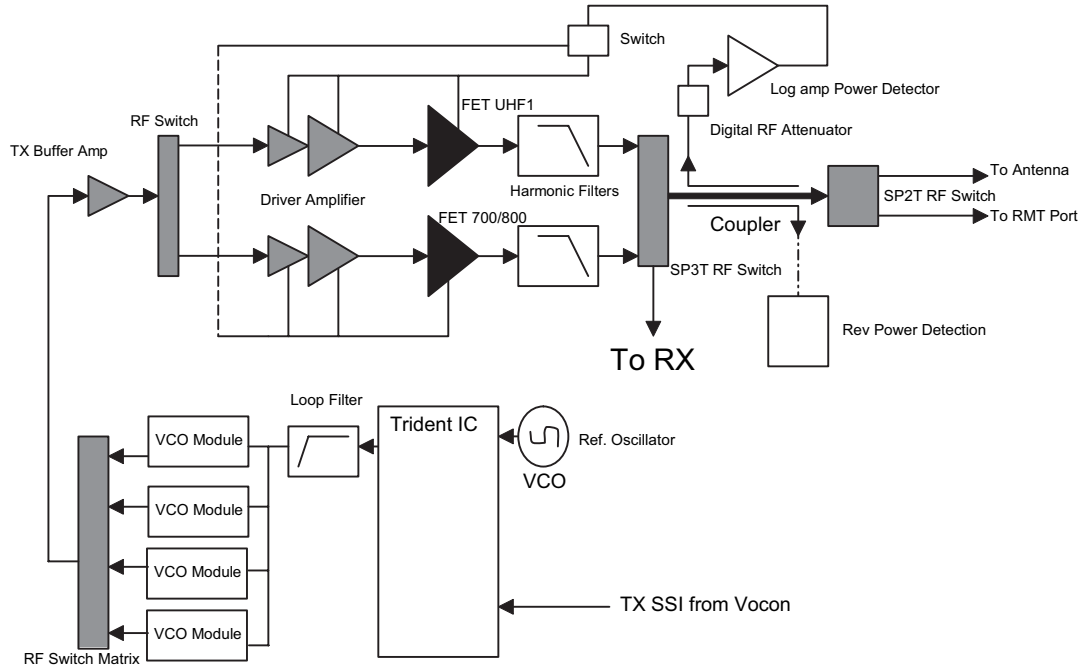 Switch
Log amp Power Detector
FET UHF1
RF Switch
Digital RF Attenuator
TX Buffer Amp
To Antenna
Harmonic Filters
Driver Amplifier
SP2T RF Switch
FET 700/800
Coupler
To RMT Port
SP3T RF Switch
Rev Power Detection
To RX
Loop Filter
Trident IC
VCO Module
Ref. Oscillator
VCO
VCO Module
VCO Module
TX SSI from Vocon
VCO Module
RF Switch Matrix